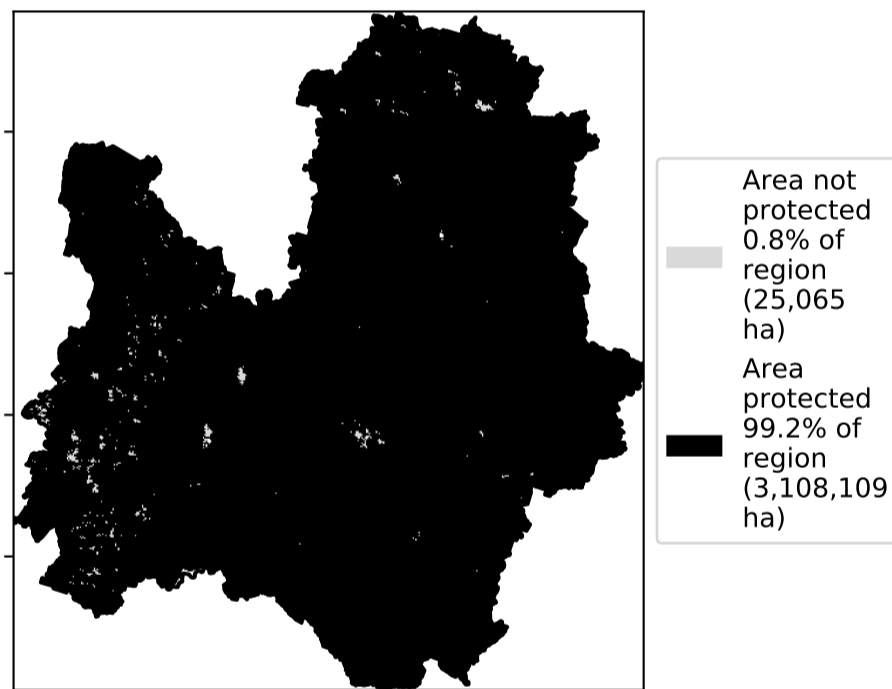 Area not
protected
0.8% of
region
(25,065
ha)
Area
protected
99.2% of
region
(3,108,109
ha)